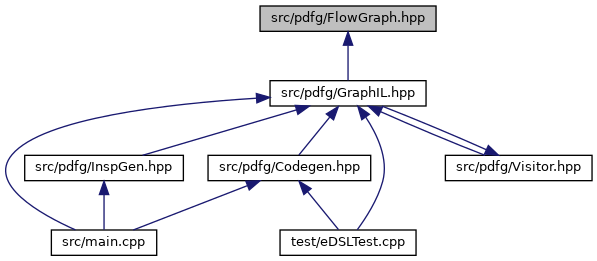 src/pdfg/FlowGraph.hpp
src/pdfg/GraphIL.hpp
src/pdfg/InspGen.hpp
src/pdfg/Codegen.hpp
src/pdfg/Visitor.hpp
src/main.cpp
test/eDSLTest.cpp